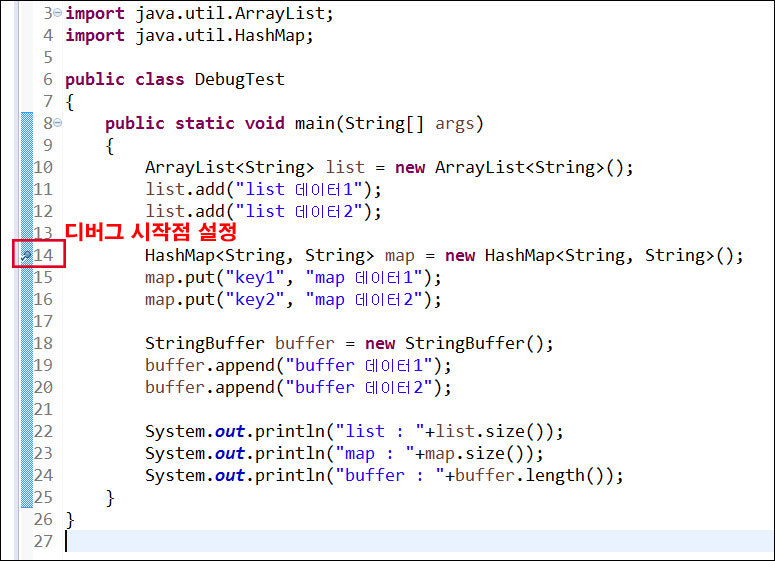 3 import java.util.ArrayList;
4 import java.util.HashMap;
5
6 public class DebugTest
7 {
8     public static void main(String[] args)
9     {
10         ArrayList<String> list = new ArrayList<String>();
11         list.add("list 데이터1");
12         list.add("list 데이터2");
13 디버그 시작점 설정
14         HashMap<String, String> map = new HashMap<String, String>();
15         map.put("key1", "map 데이터1");
16         map.put("key2", "map 데이터2");
17
18         StringBuffer buffer = new StringBuffer();
19         buffer.append("buffer 데이터1");
20         buffer.append("buffer 데이터2");
21
22         System.out.println("list : "+list.size());
23         System.out.println("map : "+map.size());
24         System.out.println("buffer : "+buffer.length());
25     }
26 }
27